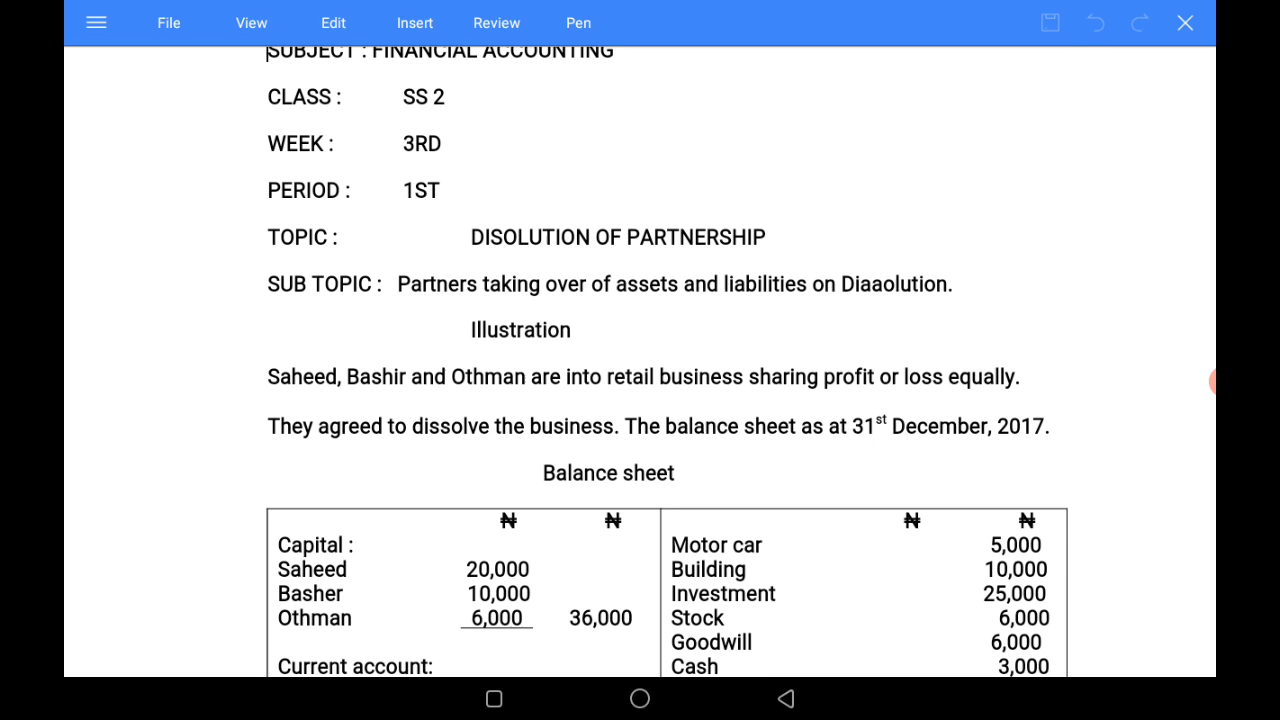 File View Edit Insert Review Pen
SUBJECT : FINANCIAL ACCOUNTING
CLASS : SS 2
WEEK : 3RD
PERIOD : 1ST
TOPIC : DISOLUTION OF PARTNERSHIP
SUB TOPIC : Partners taking over of assets and liabilities on Diaaolution.
Illustration
Saheed, Bashir and Othman are into retail business sharing profit or loss equally.
They agreed to dissolve the business. The balance sheet as at 31st December, 2017.
Balance sheet
₦ ₦ ₦ ₦
Capital : Motor car 5,000
Saheed 20,000 Building 10,000
Basher 10,000 Investment 25,000
Othman 6,000 36,000 Stock 6,000
Goodwill 6,000
Current account: Cash 3,000